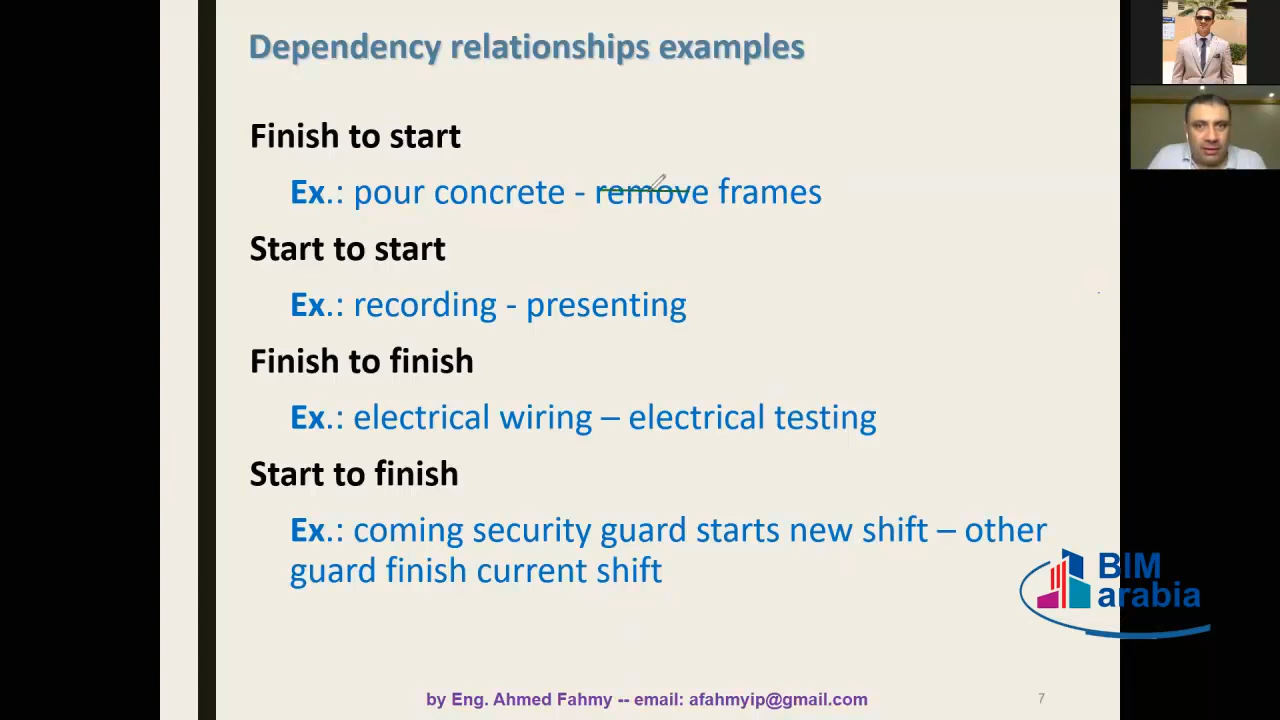 Dependency relationships examples
Finish to start
Ex.: pour concrete - remove frames
Start to start
Ex.: recording - presenting
Finish to finish
Ex.: electrical wiring – electrical testing
Start to finish
Ex.: coming security guard starts new shift – other
guard finish current shift
BIM
arabia
by Eng. Ahmed Fahmy -- email: afahmyip@gmail.com
7